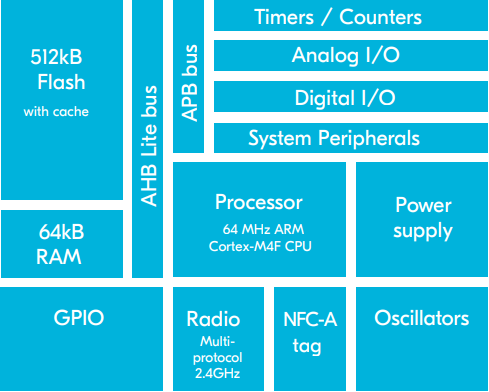 512kB
Flash
with cache
64kB
RAM
AHB Lite bus
APB bus
Timers / Counters
Analog I/O
Digital I/O
System Peripherals
Processor
64 MHz ARM
Cortex-M4F CPU
Power
supply
GPIO
Radio
Multi-
protocol
2.4GHz
NFC-A
tag
Oscillators